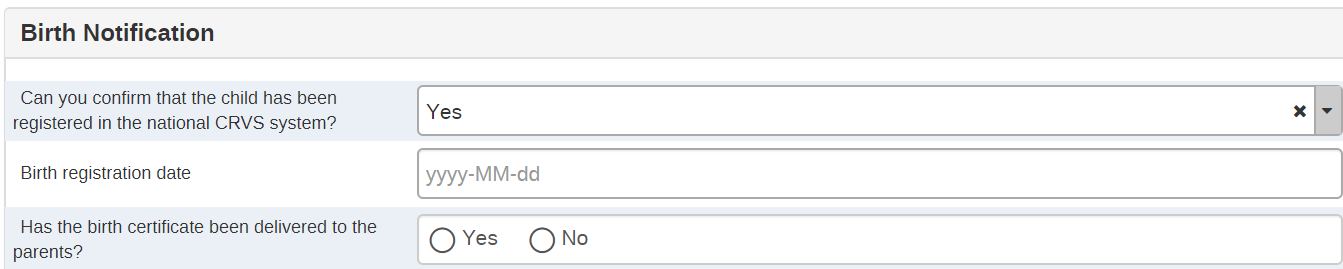 Birth Notification
Can you confirm that the child has been
registered in the national CRVS system?
Yes
Birth registration date
yyyy-MM-dd
Has the birth certificate been delivered to the
parents?
Yes No